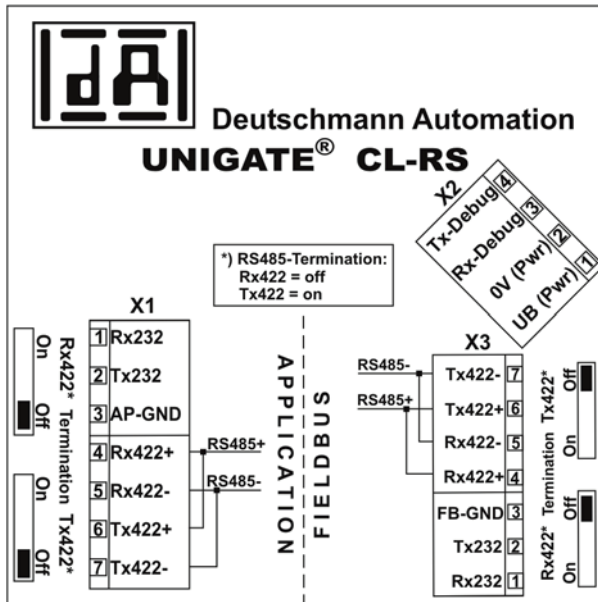 dA
Deutschmann Automation
UNIGATE® CL-RS
X2
Tx-Debug 4
Rx-Debug 3
0V (Pwr) 2
UB (Pwr) 1
*) RS485-Termination:
Rx422 = off
Tx422 = on
X1
1 Rx232
2 Tx232
3 AP-GND
4 Rx422+
5 Rx422-
6 Tx422+
7 Tx422-
RS485+
RS485-
On
Off
Rx422* Termination Tx422*
On
Off
APPLICATION
FIELDBUS
X3
RS485-
RS485+
Tx422- 7
Tx422+ 6
Rx422- 5
Rx422+ 4
FB-GND 3
Tx232 2
Rx232 1
Off
On
Rx422* Termination Tx422*
Off
On